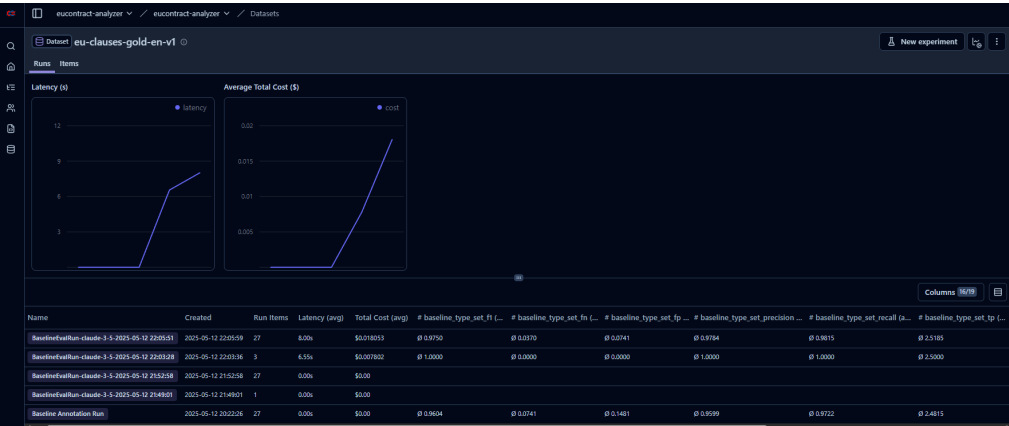 eucontract-analyzer / eucontract-analyzer / Datasets
Dataset eu-clauses-gold-en-v1
New experiment
Runs Items
Latency (s)
Average Total Cost ($)
latency
12
9
6
3
cost
0.02
0.015
0.01
0.005
Columns 16/19
Name Created Run Items Latency (avg) Total Cost (avg) # baseline_type_set_f1 (... # baseline_type_set_fn (... # baseline_type_set_fp ... # baseline_type_set_precision ... # baseline_type_set_recall (a... # baseline_type_set_tp (...
BaselineEvalRun-claude-3-5-2025-05-12 22:05:51 2025-05-12 22:05:59 27 8.00s $0.018053 Ø 0.9750 Ø 0.0370 Ø 0.0741 Ø 0.9784 Ø 0.9815 Ø 2.5185
BaselineEvalRun-claude-3-5-2025-05-12 22:03:28 2025-05-12 22:03:36 3 6.55s $0.007802 Ø 1.0000 Ø 0.0000 Ø 0.0000 Ø 1.0000 Ø 1.0000 Ø 2.5000
BaselineEvalRun-claude-3-5-2025-05-12 21:52:58 2025-05-12 21:52:58 27 0.00s $0.00
BaselineEvalRun-claude-3-5-2025-05-12 21:49:01 2025-05-12 21:49:01 1 0.00s $0.00
Baseline Annotation Run 2025-05-12 20:22:26 27 0.00s $0.00 Ø 0.9604 Ø 0.0741 Ø 0.1481 Ø 0.9599 Ø 0.9722 Ø 2.4815